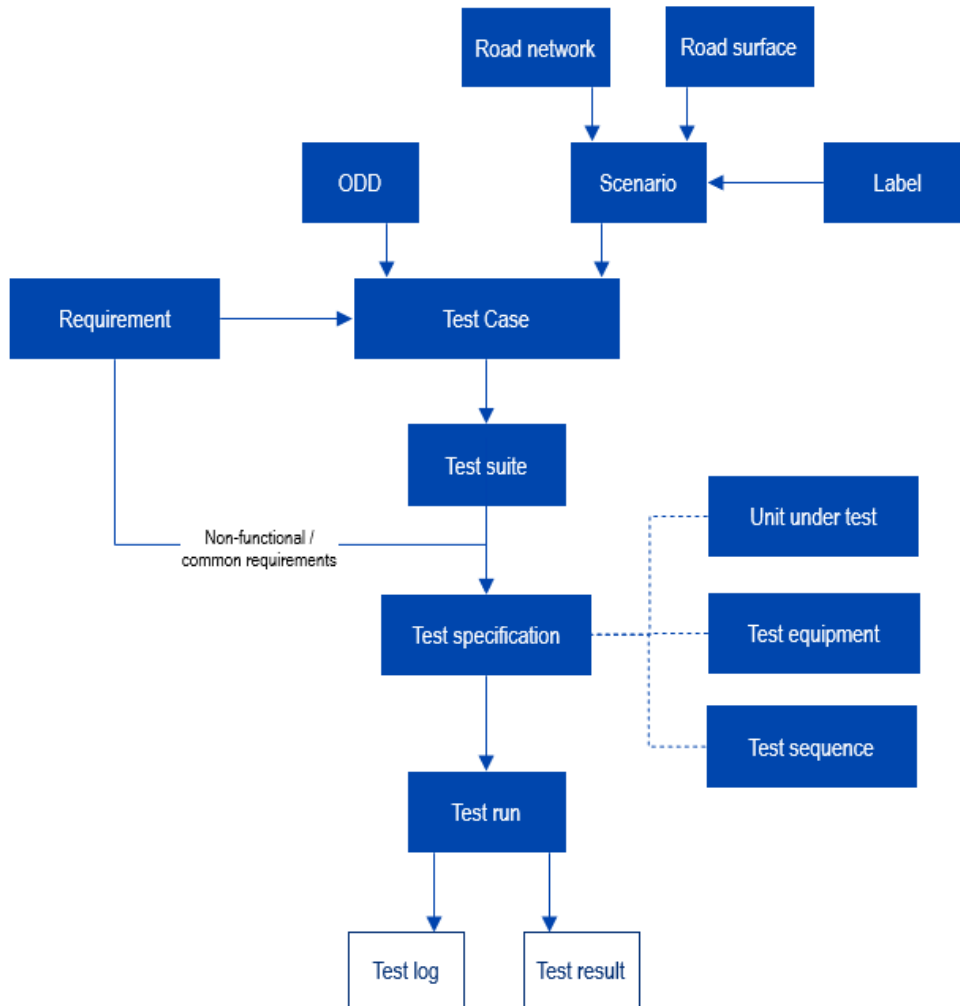 Road network
Road surface
ODD
Scenario
Label
Requirement
Test Case
Test suite
Unit under test
Non-functional /
common requirements
Test specification
Test equipment
Test sequence
Test run
Test log
Test result